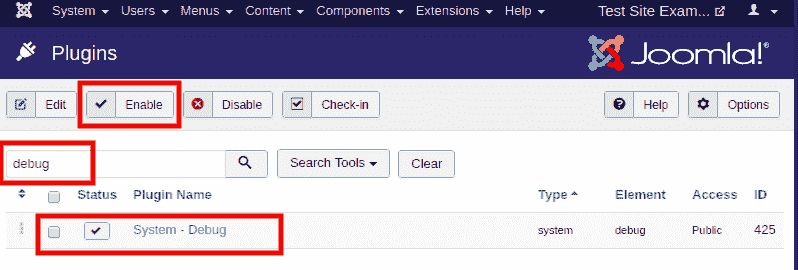 System Users Menus Content Components Extensions Help Test Site Exam...
Plugins Joomla!®
Edit Enable Disable Check-in Help Options
debug Search Tools Clear
Status Plugin Name Type Element Access ID
System - Debug system debug Public 425